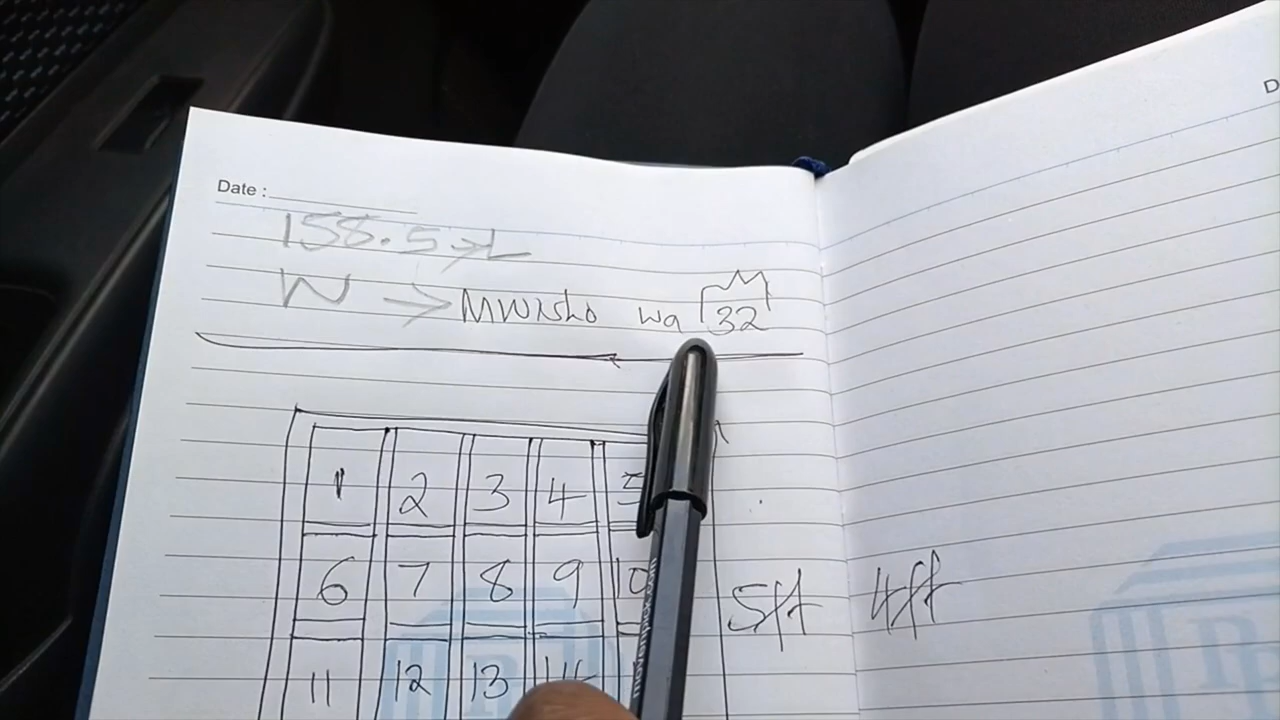 Date :
158.5 → L
W → Mwisho wa 32
1 2 3 4 5
6 7 8 9 10
5ft 4ft
11 12 13 14
D